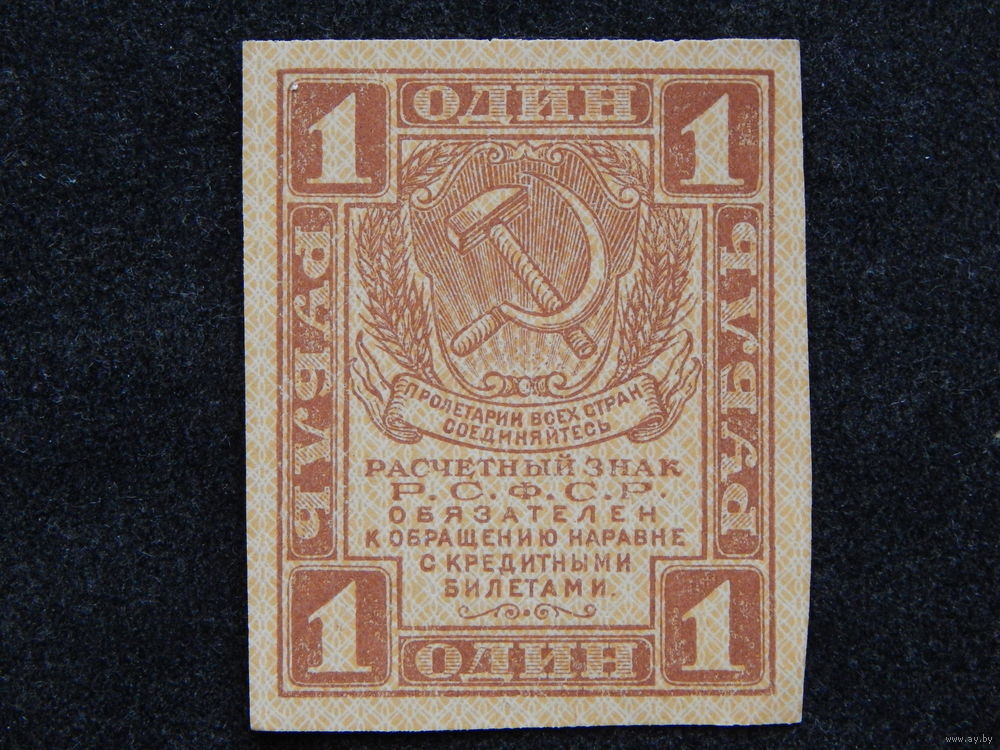 1 ОДИН 1
РУБЛЬ
РУБЛЬ
ПРОЛЕТАРИИ ВСЕХ СТРАН
СОЕДИНЯЙТЕСЬ
РАСЧЕТНЫЙ ЗНАК
Р. С. Ф. С. Р.
ОБЯЗАТЕЛЕН
К ОБРАЩЕНИЮ НАРАВНЕ
С КРЕДИТНЫМИ
БИЛЕТАМИ.
1 ОДИН 1
www.ay.by